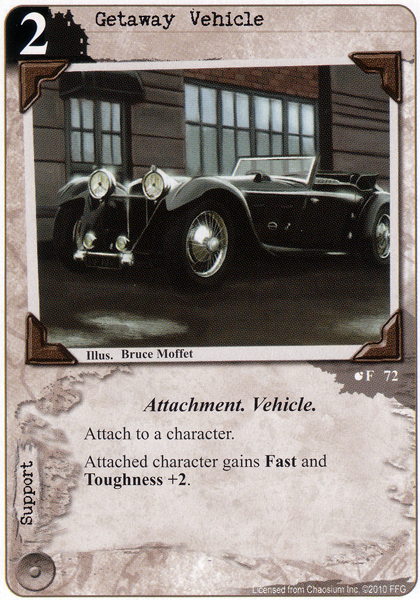 2
Getaway Vehicle
Illus. Bruce Moffet
F 72
Attachment. Vehicle.
Attach to a character.
Attached character gains Fast and
Toughness +2.
Support
Licensed from Chaosium Inc. ©2010 FFG